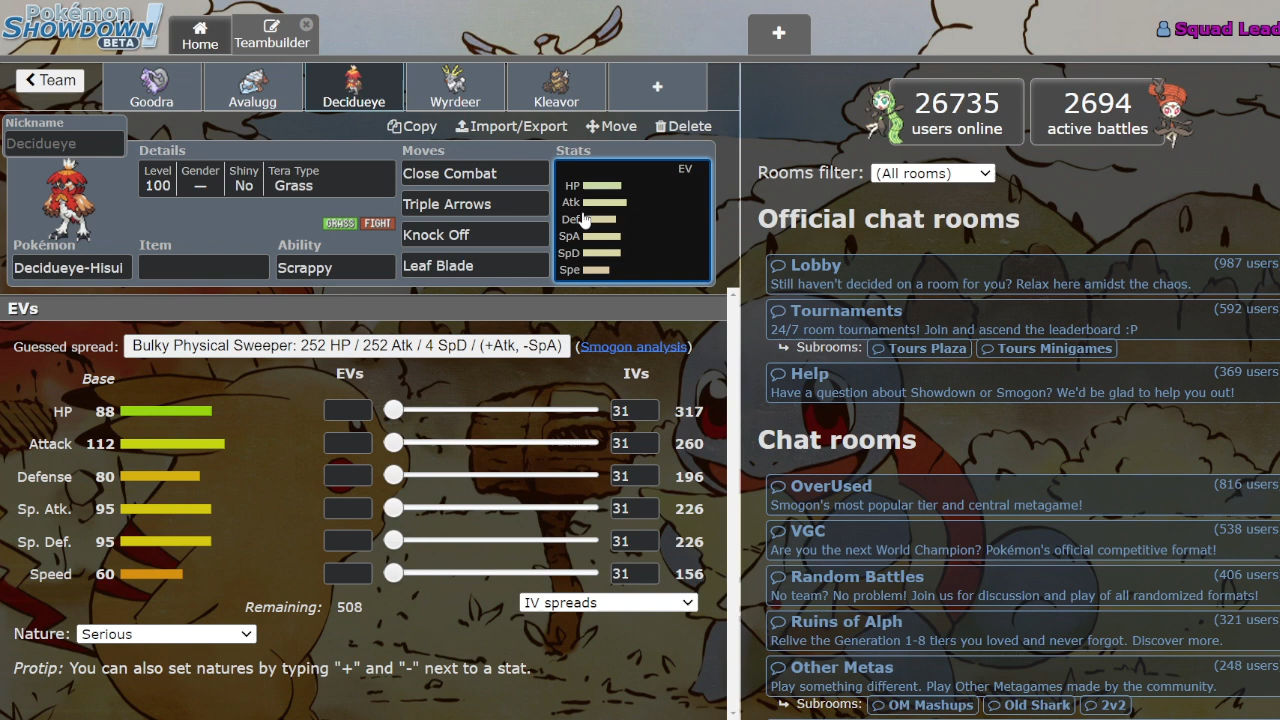 Pokémon
SHOWDOWN!
BETA
Home
Teambuilder
+
Squad Lead
Team
Goodra
Avalugg
Decidueye
Wyrdeer
Kleavor
+
Copy
Import/Export
Move
Delete
Nickname
Decidueye
Details
Level
100
Gender
—
Shiny
No
Tera Type
Grass
GRASS FIGHT
Pokémon
Decidueye-Hisui
Item
Ability
Scrappy
Moves
Close Combat
Triple Arrows
Knock Off
Leaf Blade
Stats
EV
HP
Atk
Def
SpA
SpD
Spe
EVs
Guessed spread: Bulky Physical Sweeper: 252 HP / 252 Atk / 4 SpD / (+Atk, -SpA) (Smogon analysis)
Base EVs IVs
HP 88 31 317
Attack 112 31 260
Defense 80 31 196
Sp. Atk. 95 31 226
Sp. Def. 95 31 226
Speed 60 31 156
Remaining: 508
IV spreads
Nature: Serious
Protip: You can also set natures by typing "+" and "-" next to a stat.
26735
users online
2694
active battles
Rooms filter: (All rooms)
Official chat rooms
Lobby (987 users
Still haven't decided on a room for you? Relax here amidst the chaos.
Tournaments (592 users
24/7 room tournaments! Join and ascend the leaderboard :P
Subrooms: Tours Plaza Tours Minigames
Help (369 users
Have a question about Showdown or Smogon? We'd be glad to help you out!
Chat rooms
OverUsed (816 users
Smogon's most popular tier and central metagame!
VGC (538 users
Are you the next World Champion? Pokémon's official competitive format!
Random Battles (406 users
No team? No problem! Join us for discussion and play of all randomized formats!
Ruins of Alph (321 users
Relive the Generation 1-8 tiers you loved and never forgot. Discover more.
Other Metas (248 users
Play something different. Play Other Metagames made by the community.
Subrooms: OM Mashups Old Shark 2v2